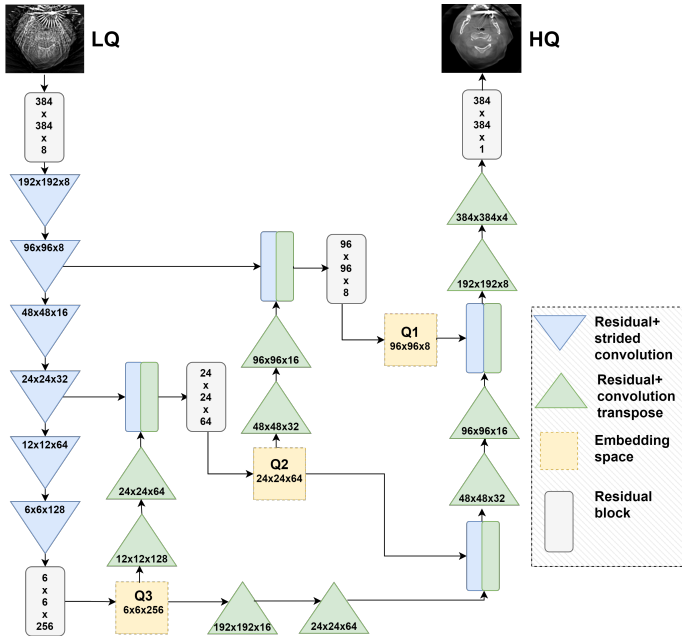 LQ
HQ
384
x
384
x
8
192x192x8
96x96x8
48x48x16
24x24x32
12x12x64
6x6x128
6
x
6
x
256
Q3
6x6x256
12x12x128
24x24x64
24
x
24
x
64
Q2
24x24x64
48x48x32
96x96x16
96
x
96
x
8
Q1
96x96x8
192x192x16
24x24x64
48x48x32
96x96x16
192x192x8
384x384x4
384
x
384
x
1
Residual+
strided
convolution
Residual+
convolution
transpose
Embedding
space
Residual
block